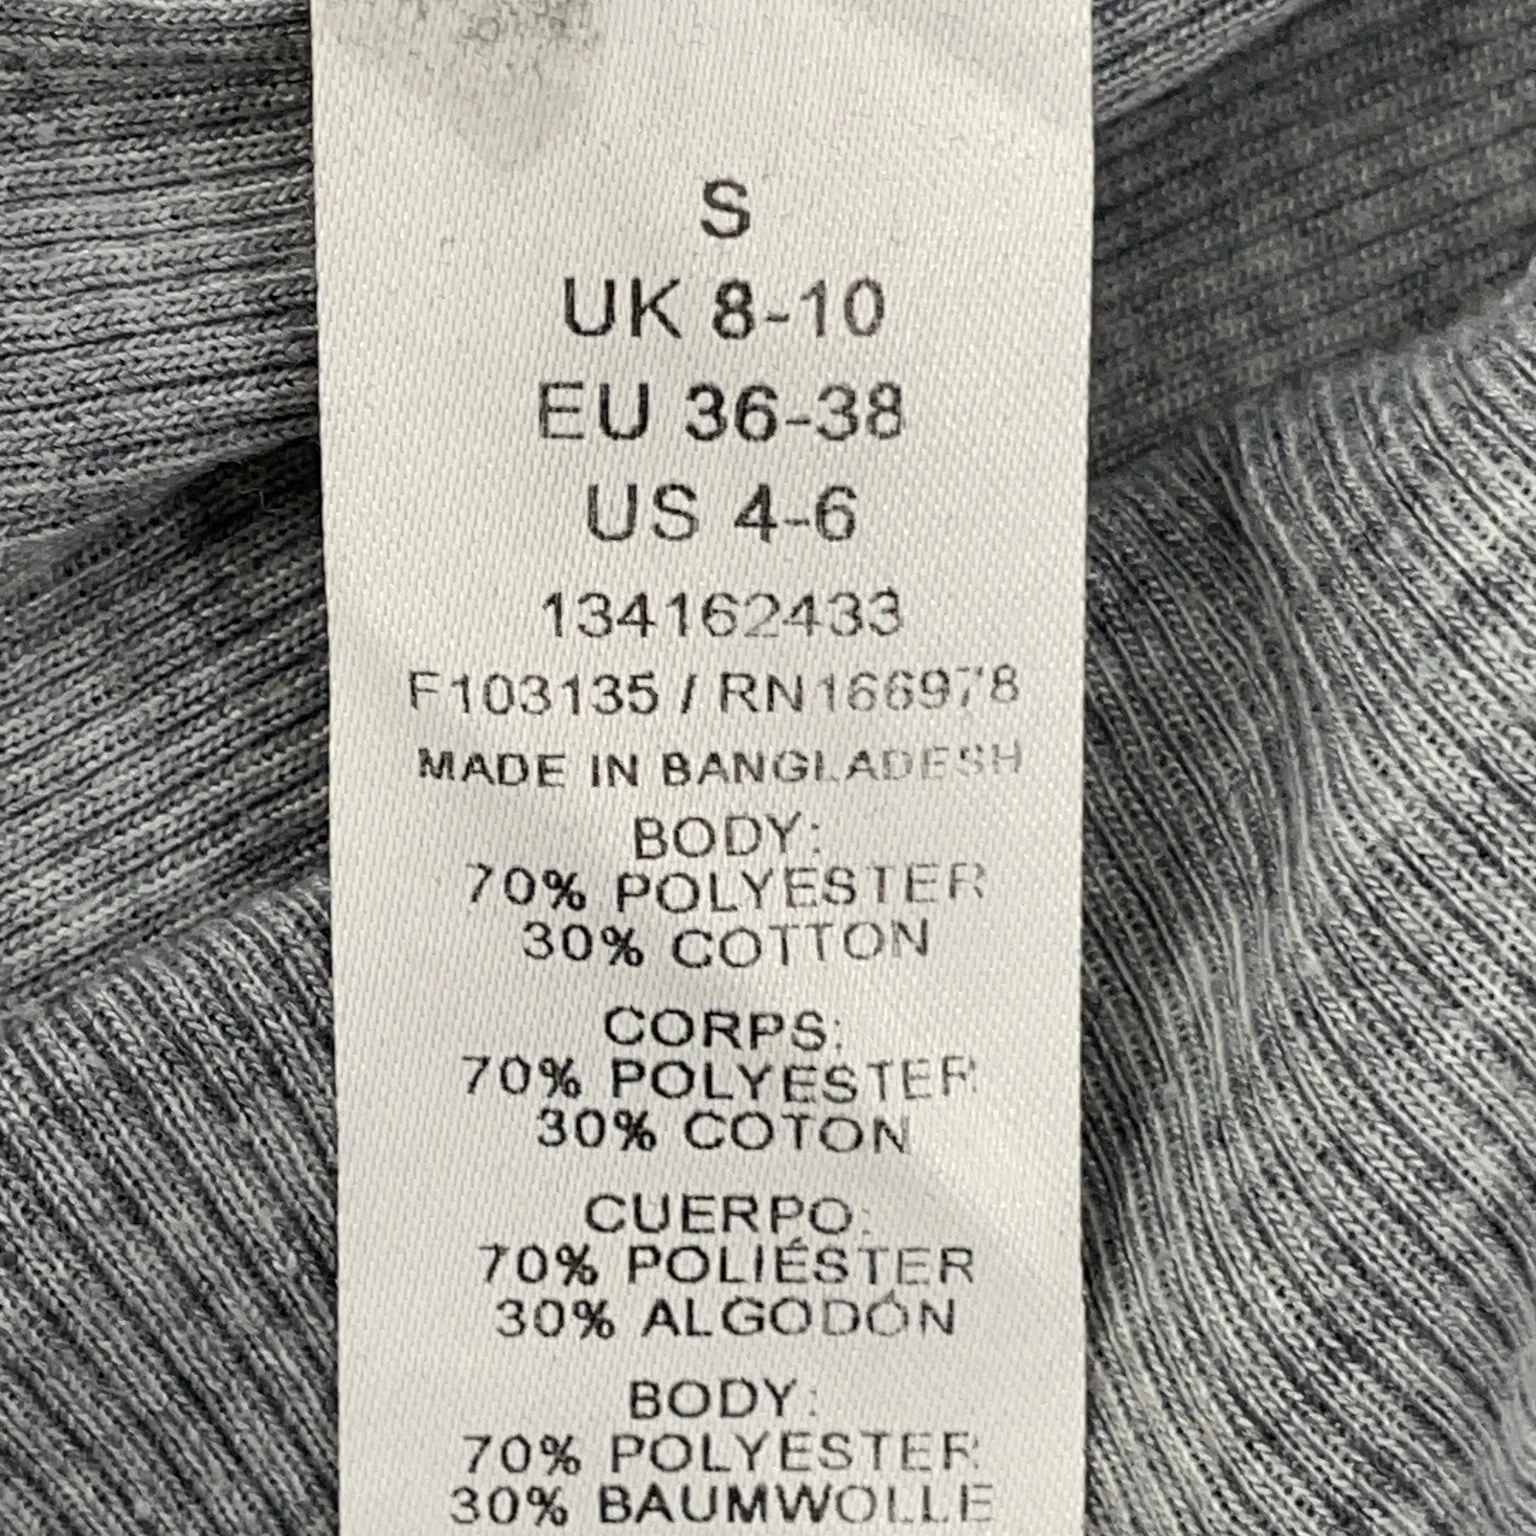 S
UK 8-10
EU 36-38
US 4-6
134162433
F103135 / RN166978
MADE IN BANGLADESH
BODY:
70% POLYESTER
30% COTTON
CORPS:
70% POLYESTER
30% COTON
CUERPO:
70% POLIÉSTER
30% ALGODÓN
BODY:
70% POLYESTER
30% BAUMWOLLE